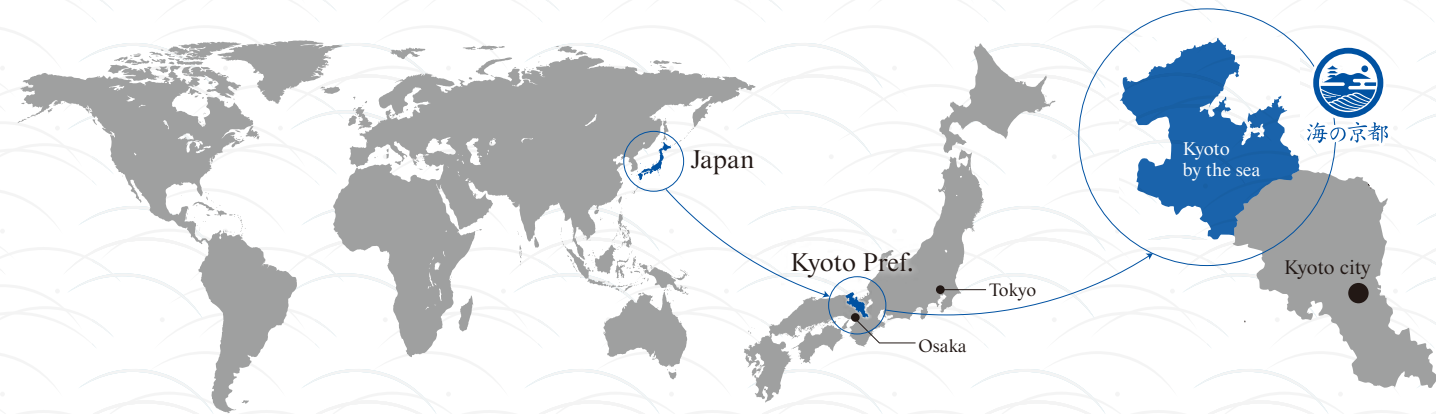 Japan
Kyoto Pref.
Tokyo
Osaka
Kyoto
by the sea
海の京都
Kyoto city